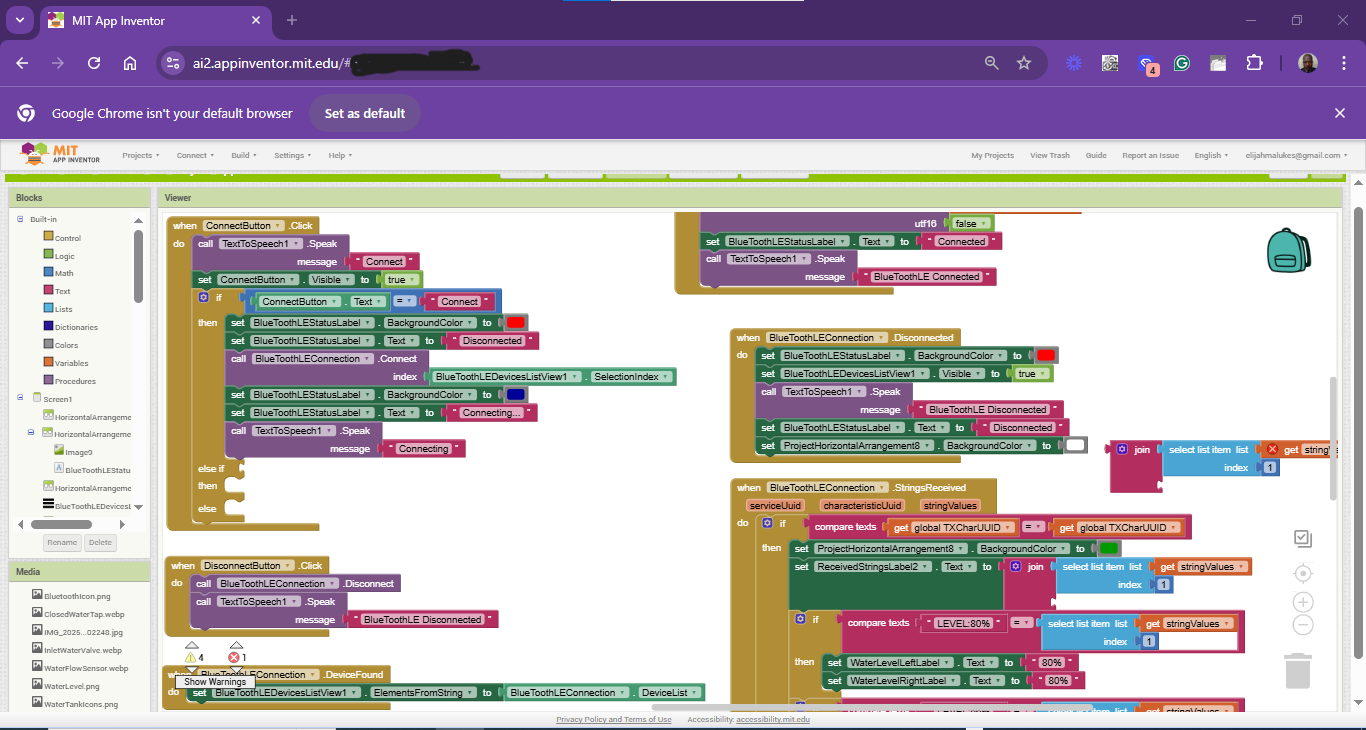 MIT App Inventor
ai2.appinventor.mit.edu/#
4
Google Chrome isn't your default browser
Set as default
MIT
APP INVENTOR
Projects
Connect
Build
Settings
Help
My Projects
View Trash
Guide
Report an Issue
English
elijahmalukes@gmail.com
Blocks
Built-in
Control
Logic
Math
Text
Lists
Dictionaries
Colors
Variables
Procedures
Screen1
HorizontalArrangeme
HorizontalArrangeme
Image9
BlueToothLEStatu
HorizontalArrangeme
BlueToothLEDevicesL
Rename
Delete
Media
BluetoothIcon.png
ClosedWaterTap.webp
IMG_2025...02248.jpg
InletWaterValve.webp
WaterFlowSensor.webp
WaterLevel.png
WaterTankIcons.png
Viewer
when ConnectButton .Click
do call TextToSpeech1 .Speak
message " Connect "
set ConnectButton . Visible to true
if ConnectButton . Text = " Connect "
then set BlueToothLEStatusLabel . BackgroundColor to
set BlueToothLEStatusLabel . Text to " Disconnected "
call BlueToothLEConnection .Connect
index BlueToothLEDevicesListView1 . SelectionIndex
set BlueToothLEStatusLabel . BackgroundColor to
set BlueToothLEStatusLabel . Text to " Connecting... "
call TextToSpeech1 .Speak
message " Connecting "
else if
then
else
when DisconnectButton .Click
do call BlueToothLEConnection .Disconnect
call TextToSpeech1 .Speak
message " BlueToothLE Disconnected "
4 1
Show Warnings
.DeviceFound
do set BlueToothLEDevicesListView1 . ElementsFromString to BlueToothLEConnection . DeviceList
utf16 false
set BlueToothLEStatusLabel . Text to " Connected "
call TextToSpeech1 .Speak
message " BlueToothLE Connected "
when BlueToothLEConnection .Disconnected
do set BlueToothLEStatusLabel . BackgroundColor to
set BlueToothLEDevicesListView1 . Visible to true
call TextToSpeech1 .Speak
message " BlueToothLE Disconnected "
set BlueToothLEStatusLabel . Text to " Disconnected "
set ProjectHorizontalArrangement8 . BackgroundColor to
join select list item list get
index 1
when BlueToothLEConnection .StringsReceived
serviceUuid characteristicUuid stringValues
do if compare texts get global TXCharUUID = get global TXCharUUID
then set ProjectHorizontalArrangement8 . BackgroundColor to
set ReceivedStringsLabel2 . Text to join select list item list get stringValues
index 1
if compare texts " LEVEL:80% " = select list item list get stringValues
index 1
then set WaterLevelLeftLabel . Text to " 80% "
set WaterLevelRightLabel . Text to " 80% "
Privacy Policy and Terms of Use
Accessibility: accessibility.mit.edu